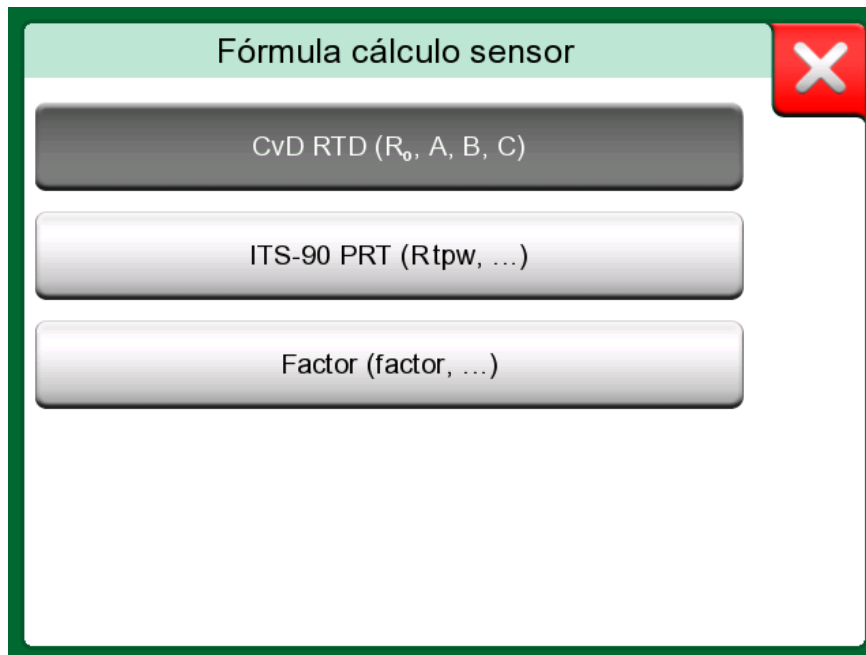 Fórmula cálculo sensor
CvD RTD (R₀, A, B, C)
ITS-90 PRT (Rtpw, ...)
Factor (factor, ...)